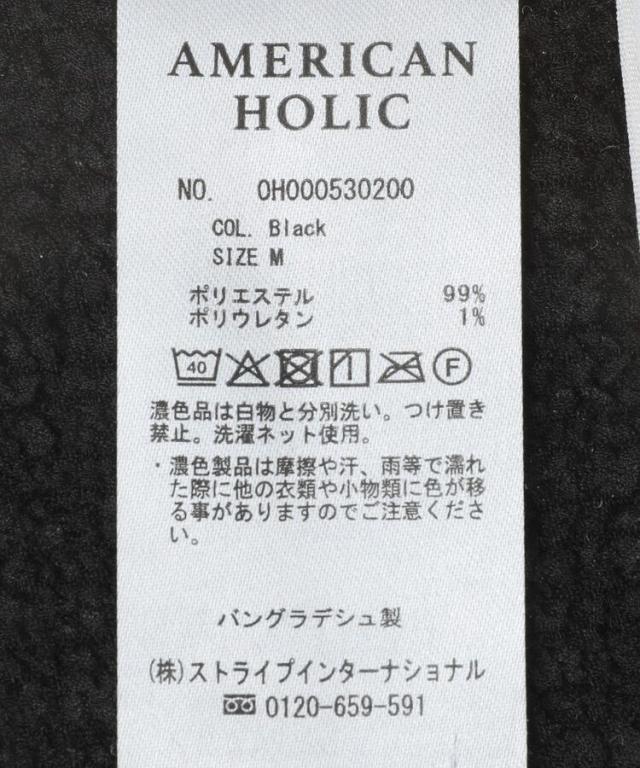 AMERICAN
HOLIC
NO. OH000530200
COL. Black
SIZE M
ポリエステル 99%
ポリウレタン 1%
40 F
濃色品は白物と分別洗い。つけ置き
禁止。洗濯ネット使用。
・濃色製品は摩擦や汗、雨等で濡れ
た際に他の衣類や小物類に色が移
る事がありますのでご注意くださ
い。
バングラデシュ製
(株)ストライプインターナショナル
0120-659-591